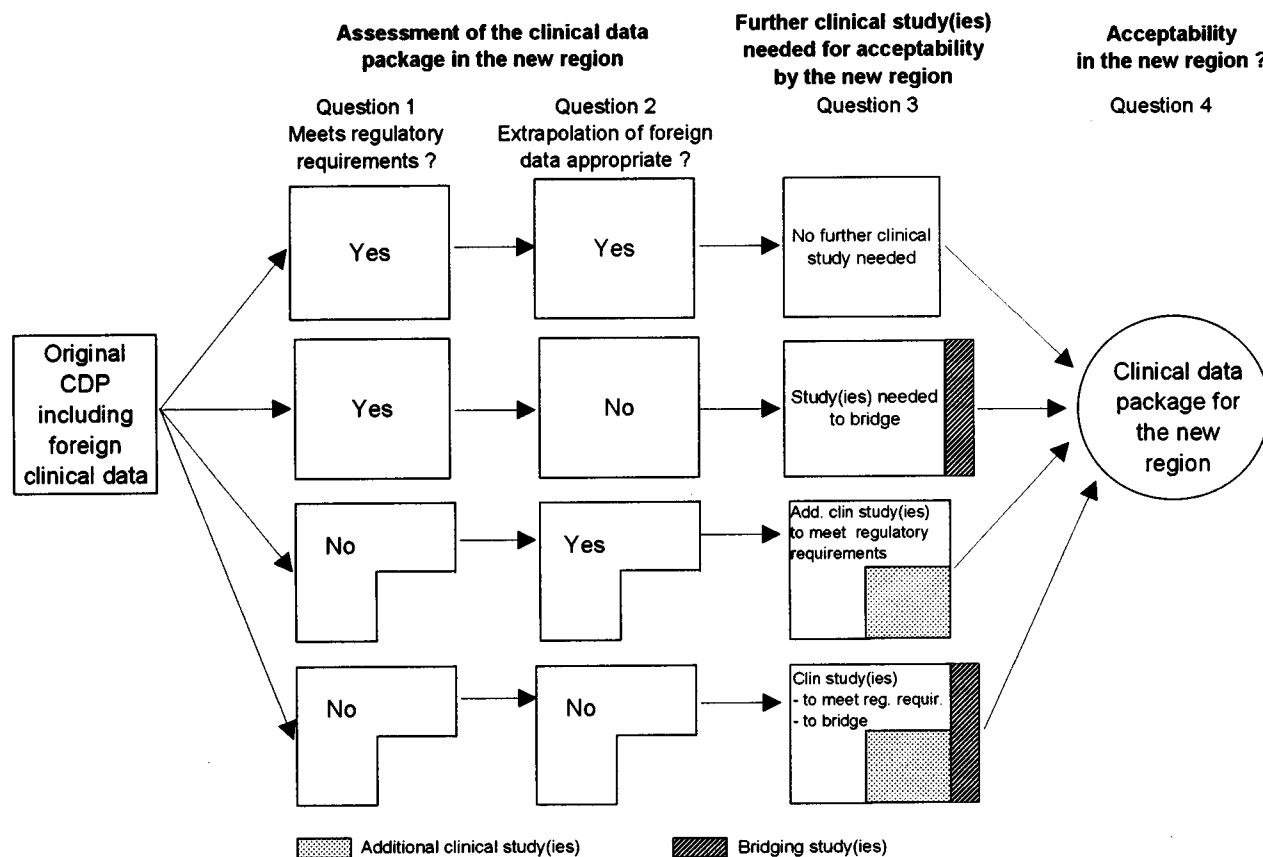 Assessment of the clinical data
package in the new region
Further clinical study(ies)
needed for acceptability
by the new region
Acceptability
in the new region ?
Question 1
Meets regulatory
requirements ?
Question 2
Extrapolation of foreign
data appropriate ?
Question 3
Question 4
Original
CDP
including
foreign
clinical data
Yes
Yes
No further clinical
study needed
Yes
No
Study(ies) needed
to bridge
No
Yes
Add. clin study(ies)
to meet regulatory
requirements
No
No
Clin study(ies)
- to meet reg. requir.
- to bridge
Clinical data
package for
the new
region
Additional clinical study(ies)
Bridging study(ies)